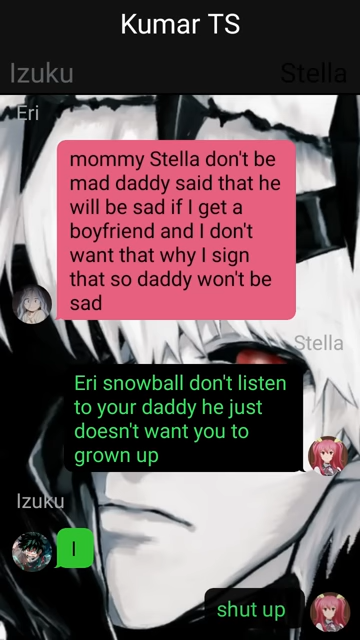 Kumar TS
Izuku
Stella
Eri
mommy Stella don't be
mad daddy said that he
will be sad if I get a
boyfriend and I don't
want that why I sign
that so daddy won't be
sad
Stella
Eri snowball don't listen
to your daddy he just
doesn't want you to
grown up
Izuku
I
shut up